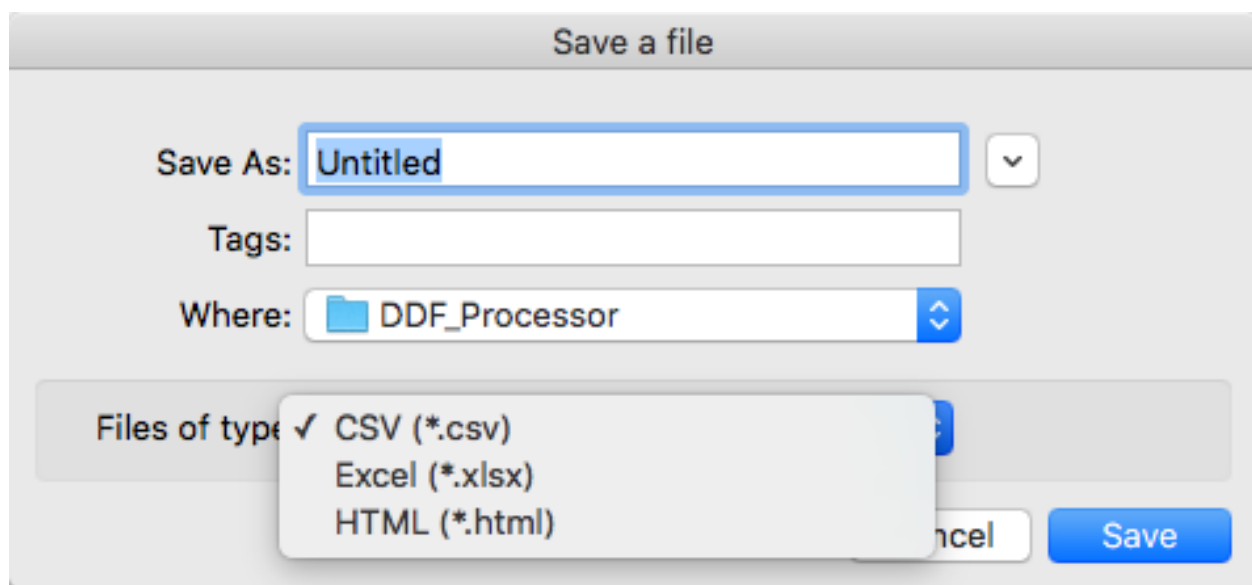 Save a file
Save As: Untitled
Tags:
Where: DDF_Processor
Files of type ✓ CSV (*.csv)
Excel (*.xlsx)
HTML (*.html)
ncel Save